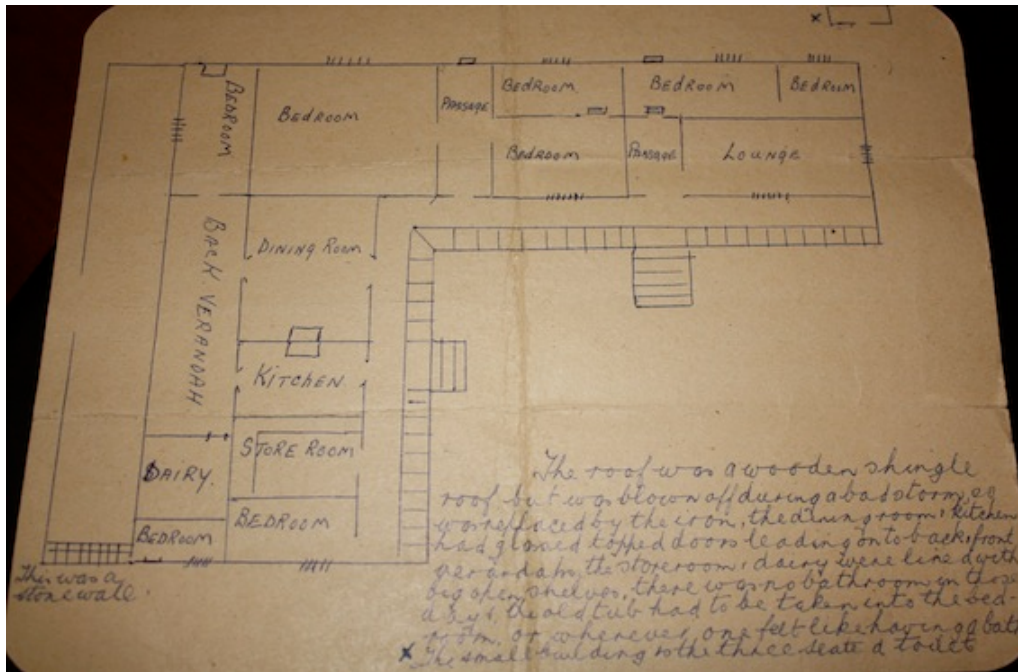 x
BEDROOM
BEDROOM
PASSAGE
BEDROOM
BEDROOM
BEDROOM
BEDROOM
PASSAGE
LOUNGE
BACK. VERANDAH.
DINING ROOM
KITCHEN.
STORE ROOM
DAIRY.
BEDROOM
BEDROOM
This was a
stone wall.
The roof was a wooden shingle
roof but was blown off during a bad storm,
was replaced by the iron, the dining room, kitchen
had glassed topped doors leading onto back, front
verandahs, the storeroom, dairy were lined with
big open shelves, there was no bathroom in those
days, the old tub had to be taken into the bed-
room, or wherever one felt like having a bath
x The small building is the three seated toilet